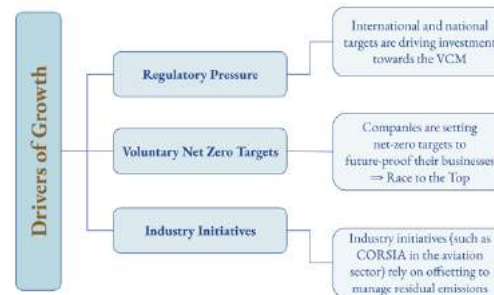 Drivers of Growth
Regulatory Pressure
International and national
targets are driving investment
towards the VCM
Voluntary Net Zero Targets
Companies are setting
net-zero targets to
future-proof their businesses
⇒ Race to the Top
Industry Initiatives
Industry initiatives (such as
CORSIA in the aviation
sector) rely on offsetting to
manage residual emissions